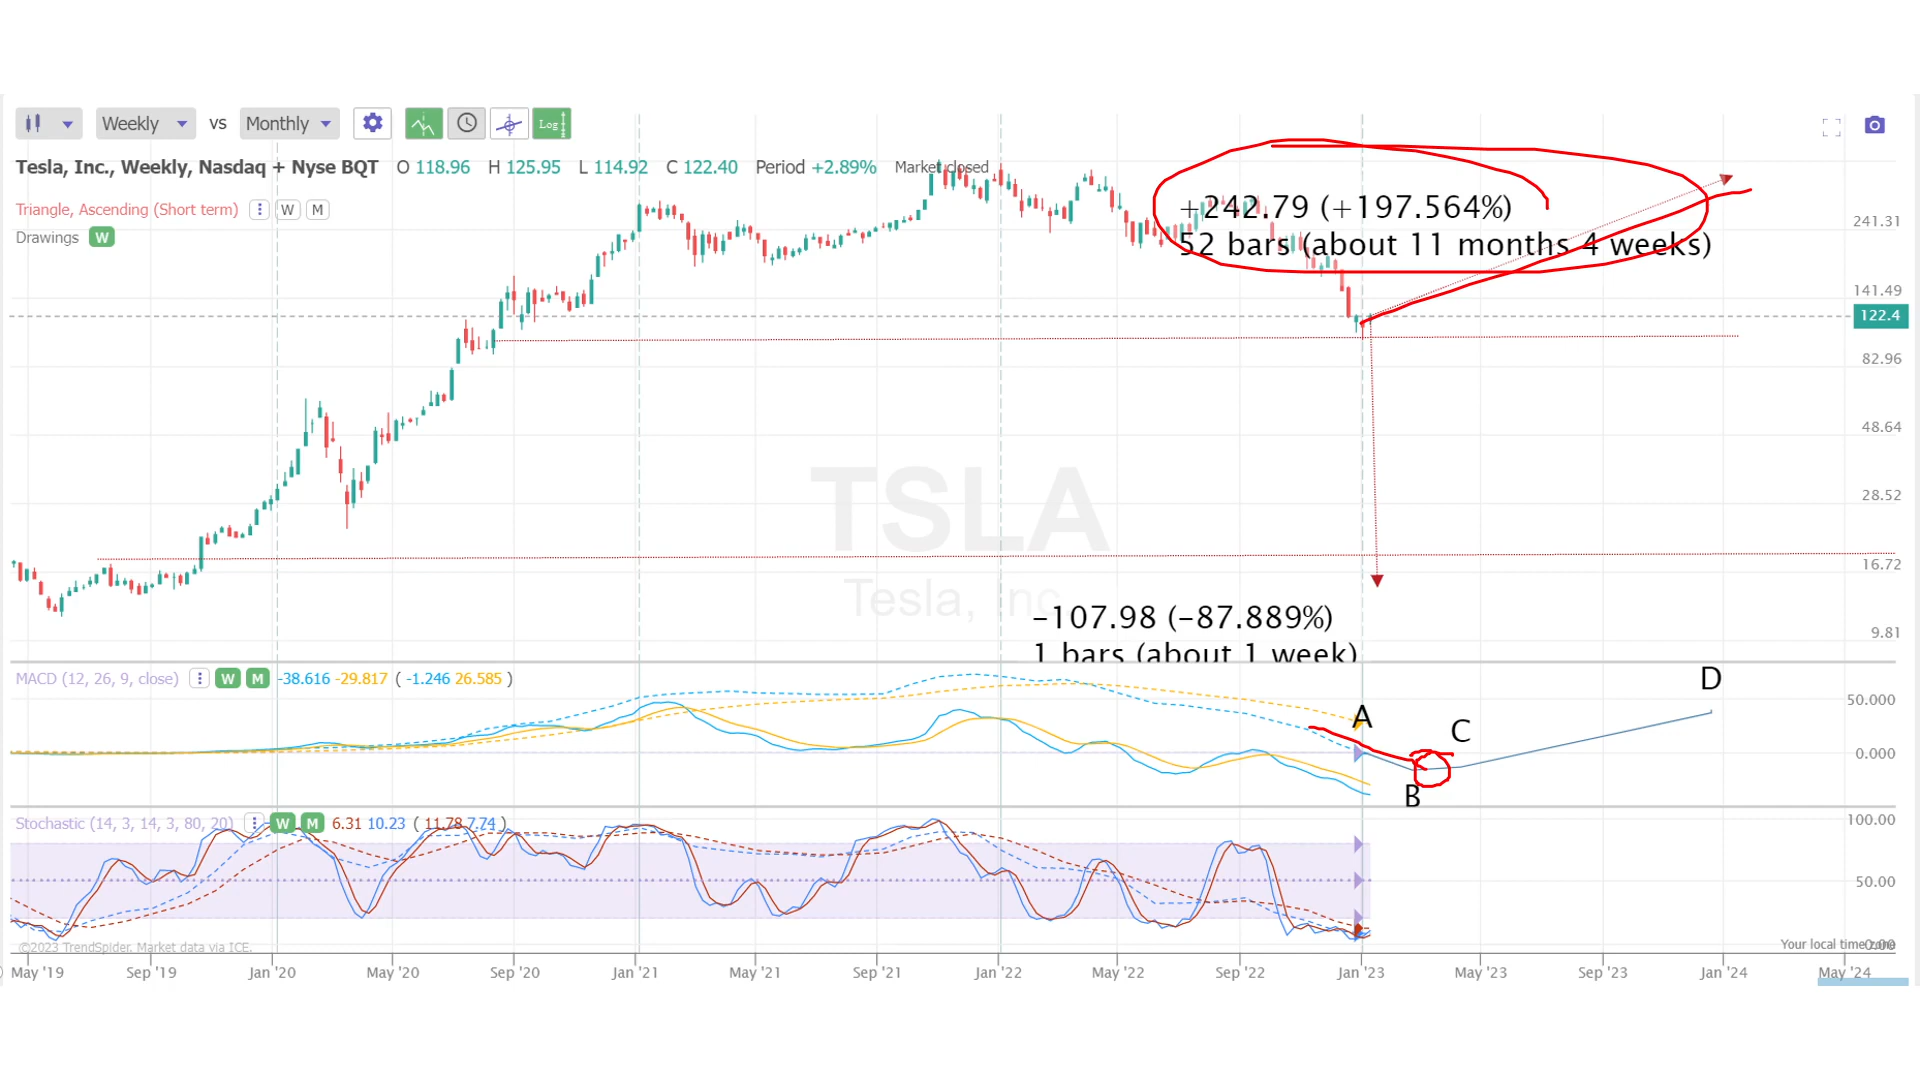 Weekly vs Monthly Log
Tesla, Inc., Weekly, Nasdaq + Nyse BQT O 118.96 H 125.95 L 114.92 C 122.40 Period +2.89% Market closed
Triangle, Ascending (Short term) W M
Drawings W
+242.79 (+197.564%)
52 bars (about 11 months 4 weeks)
241.31
141.49
122.4
82.96
48.64
28.52
16.72
9.81
TSLA
Tesla, Inc
-107.98 (-87.889%)
1 bars (about 1 week)
MACD (12, 26, 9, close) W M -38.616 -29.817 ( -1.246 26.585 )
A
B
C
D
50.000
0.000
Stochastic (14, 3, 14, 3, 80, 20) W M 6.31 10.23 ( 11.78 7.74 )
100.00
50.00
0.00
©2023 TrendSpider. Market data via ICE.
Your local time zone
May '19 Sep '19 Jan '20 May '20 Sep '20 Jan '21 May '21 Sep '21 Jan '22 May '22 Sep '22 Jan '23 May '23 Sep '23 Jan '24 May '24